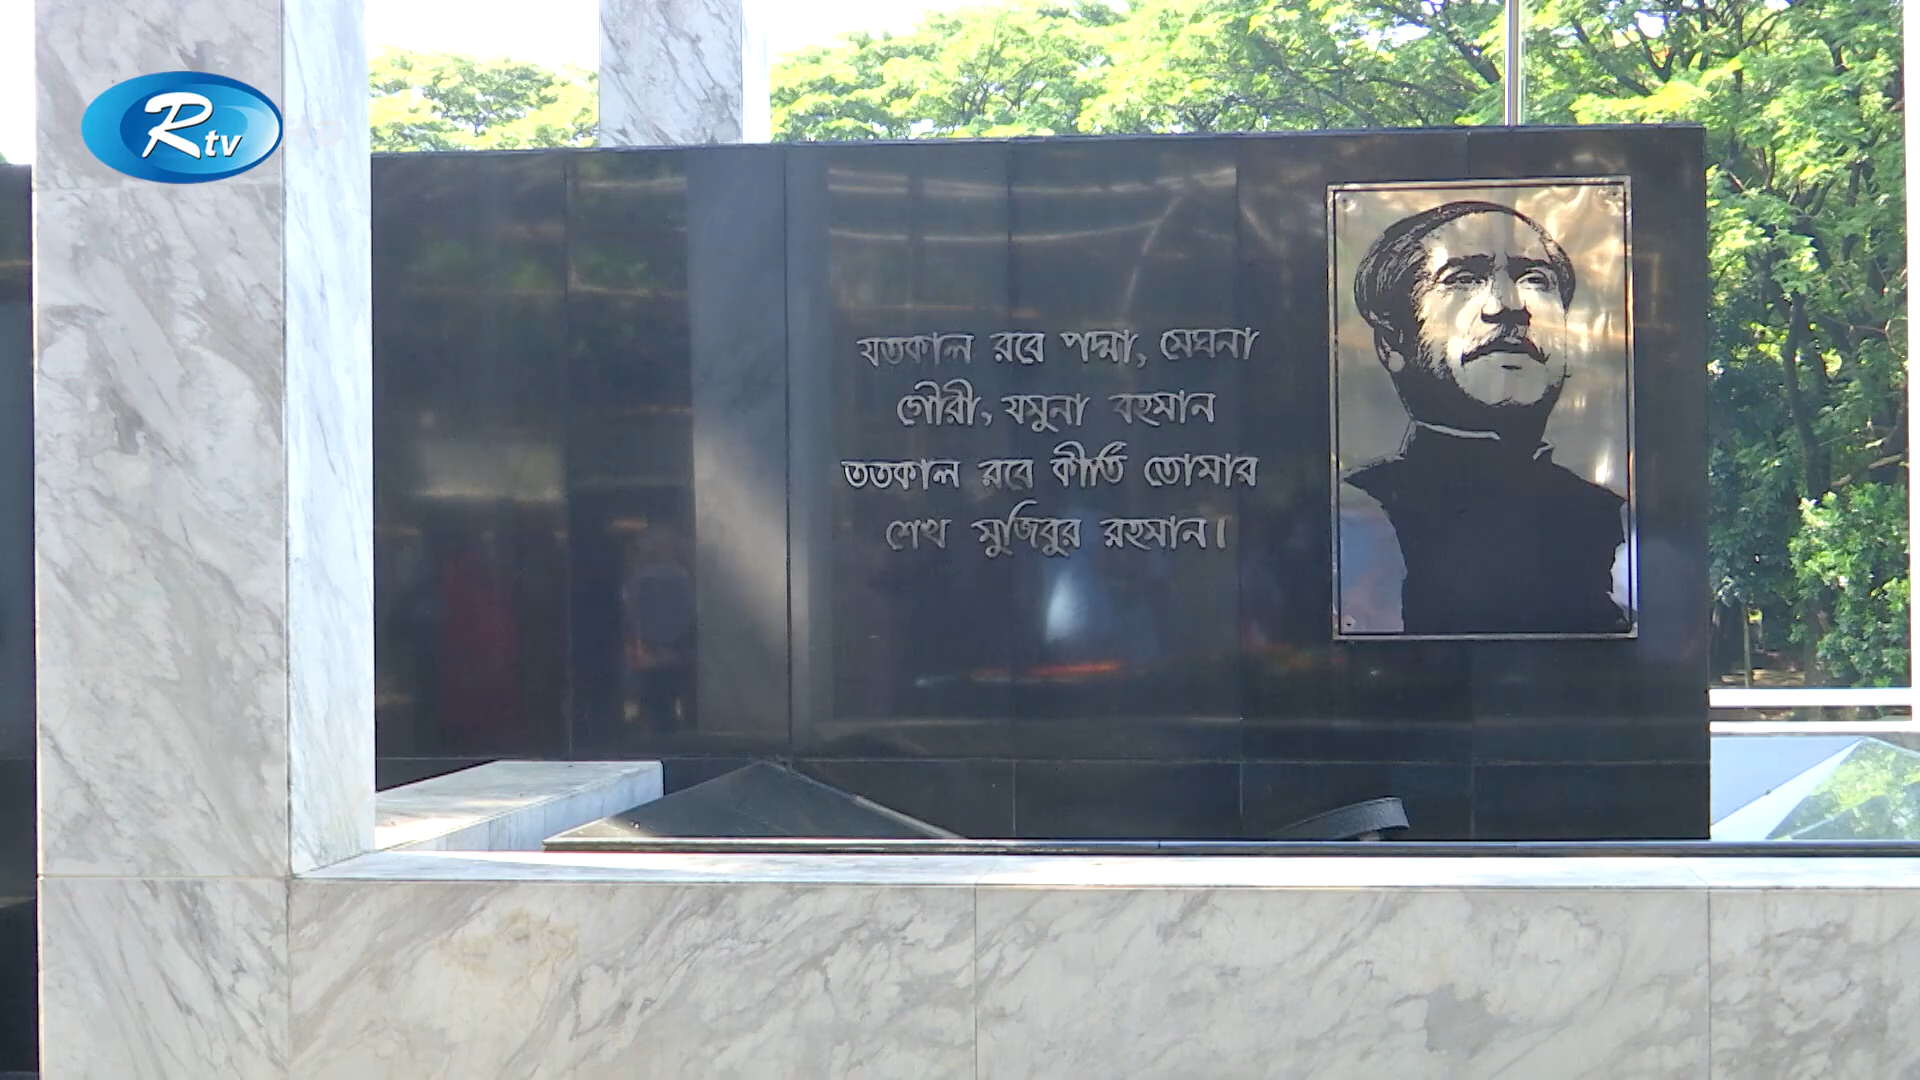 Rtv
যতকাল রবে পদ্মা, মেঘনা
গৌরী, যমুনা বহমান
ততকাল রবে কীর্তি তোমার
শেখ মুজিবুর রহমান।